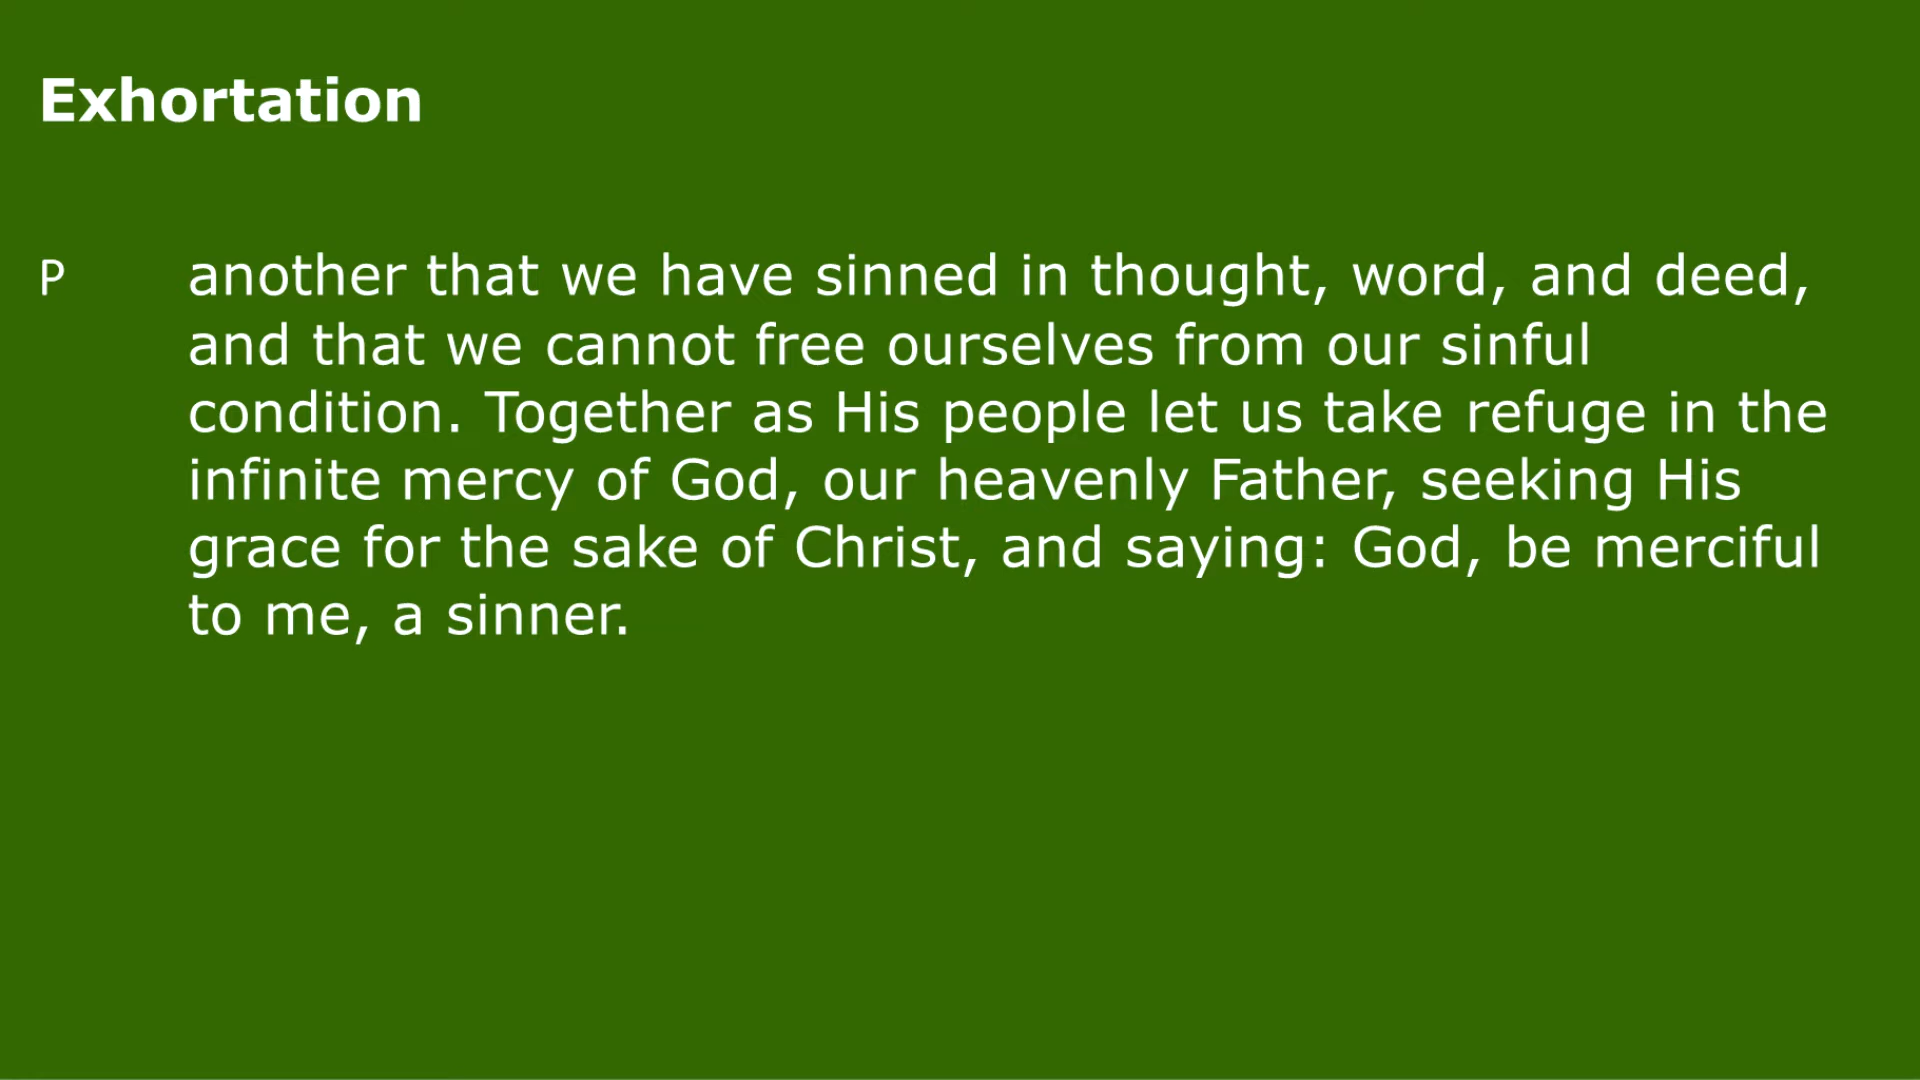 Exhortation
P another that we have sinned in thought, word, and deed,
and that we cannot free ourselves from our sinful
condition. Together as His people let us take refuge in the
infinite mercy of God, our heavenly Father, seeking His
grace for the sake of Christ, and saying: God, be merciful
to me, a sinner.